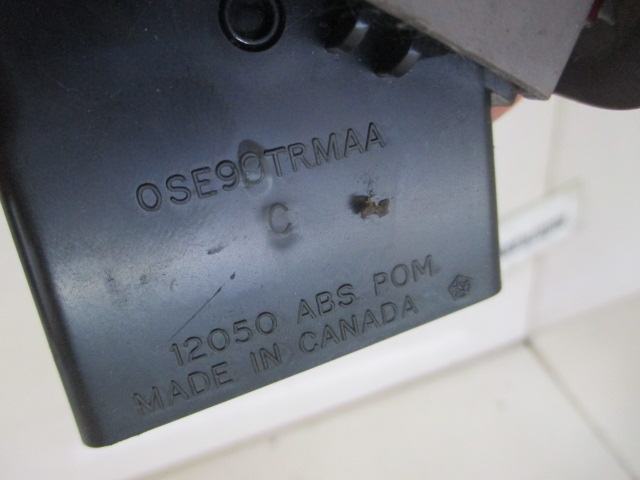 0SE90TRMAA
C
12050 ABS POM
MADE IN CANADA